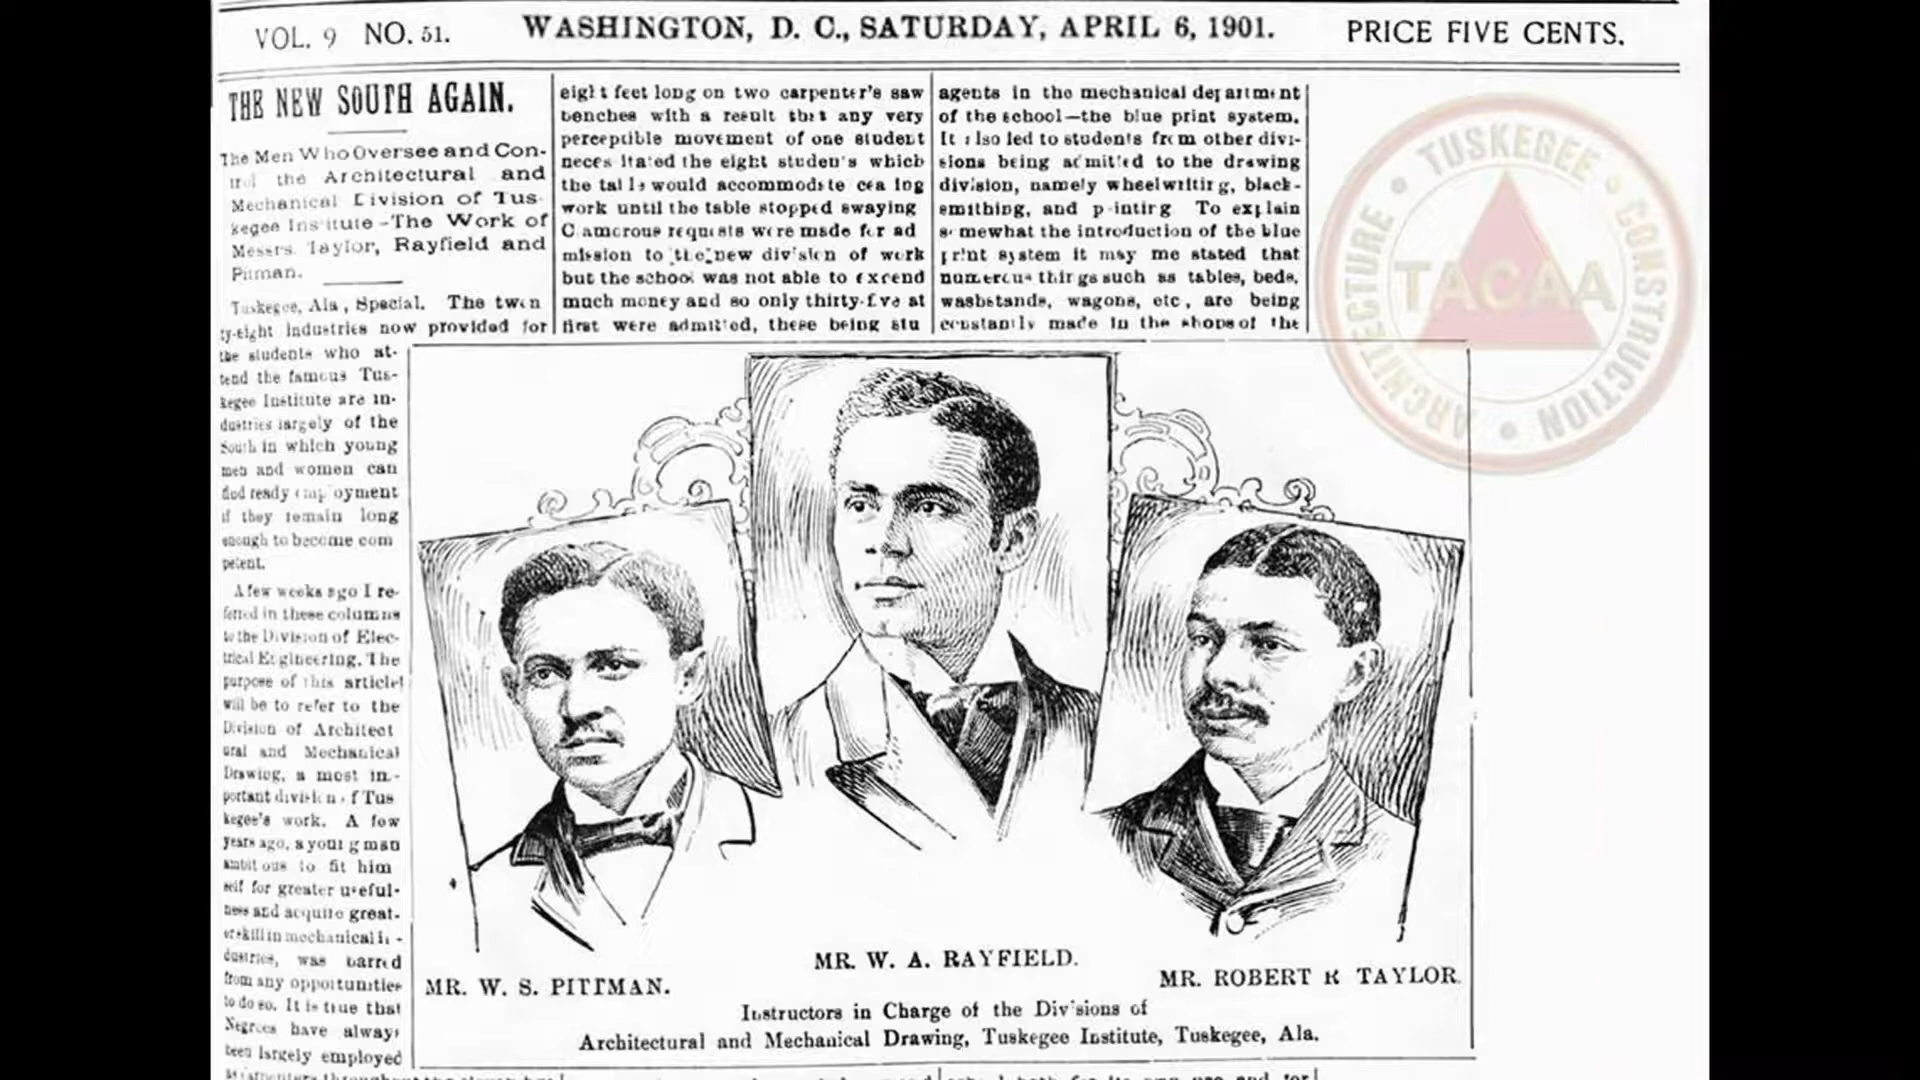 VOL. 9 NO. 51.
WASHINGTON, D. C., SATURDAY, APRIL 6, 1901.
PRICE FIVE CENTS.
THE NEW SOUTH AGAIN.
The Men Who Oversee and Con-
the Architectural and
Mechanical Division of Tus
kegee Institute-The Work of
Messrs. Taylor, Rayfield and
Pitman.
Tuskegee, Ala, Special. The twen
ty-eight industries now provided for
the students who at-
tend the famous Tus-
kegee Institute are in-
dustries largely of the
South in which young
men and women can
find ready employment
if they remain long
enough to become com
petent.
A few weeks ago I re-
ferred in these columns
to the Division of Elec-
trical Engineering. The
purpose of this article
will be to refer to the
Division of Architect
ural and Mechanical
Drawing, a most im-
portant division of Tus
kegee's work. A few
years ago, a young man
ambitious to fit him
self for greater useful-
ness and acquire great-
er skill in mechanical in-
dustries, was barred
from any opportunities
to do so. It is true that
Negroes have always
been largely employed
eight feet long on two carpenter's saw
benches with a result that any very
perceptible movement of one student
necessitated the eight students which
the table would accommodate ceasing
work until the table stopped swaying
Clamorous requests were made for ad
mission to the new division of work
but the school was not able to expend
much money and so only thirty-five at
first were admitted, these being stu
agents in the mechanical department
of the school—the blue print system.
It also led to students from other divi-
sions being admitted to the drawing
division, namely wheelwriting, black-
smithing, and painting To explain
somewhat the introduction of the blue
print system it may me stated that
numerous things such as tables, beds,
washstands, wagons, etc, are being
constantly made in the shops of the
TUSKEGEE
ARCHITECTURE
TACAA
CONSTRUCTION
MR. W. S. PITTMAN.
MR. W. A. RAYFIELD.
MR. ROBERT R TAYLOR.
Instructors in Charge of the Divisions of
Architectural and Mechanical Drawing, Tuskegee Institute, Tuskegee, Ala.